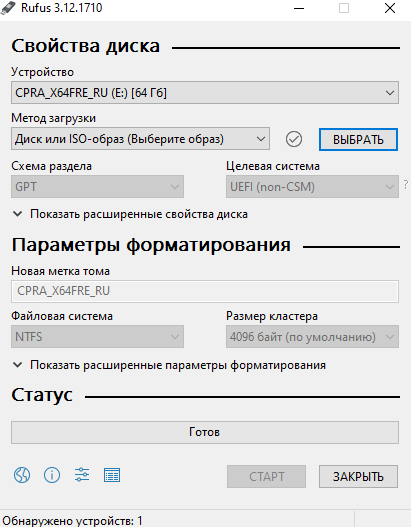 Rufus 3.12.1710
Свойства диска
Устройство
CPRA_X64FRE_RU (E:) [64 Гб]
Метод загрузки
Диск или ISO-образ (Выберите образ)
ВЫБРАТЬ
Схема раздела
Целевая система
GPT
UEFI (non-CSM)
?
Показать расширенные свойства диска
Параметры форматирования
Новая метка тома
CPRA_X64FRE_RU
Файловая система
Размер кластера
NTFS
4096 байт (по умолчанию)
Показать расширенные параметры форматирования
Статус
Готов
СТАРТ
ЗАКРЫТЬ
Обнаружено устройств: 1